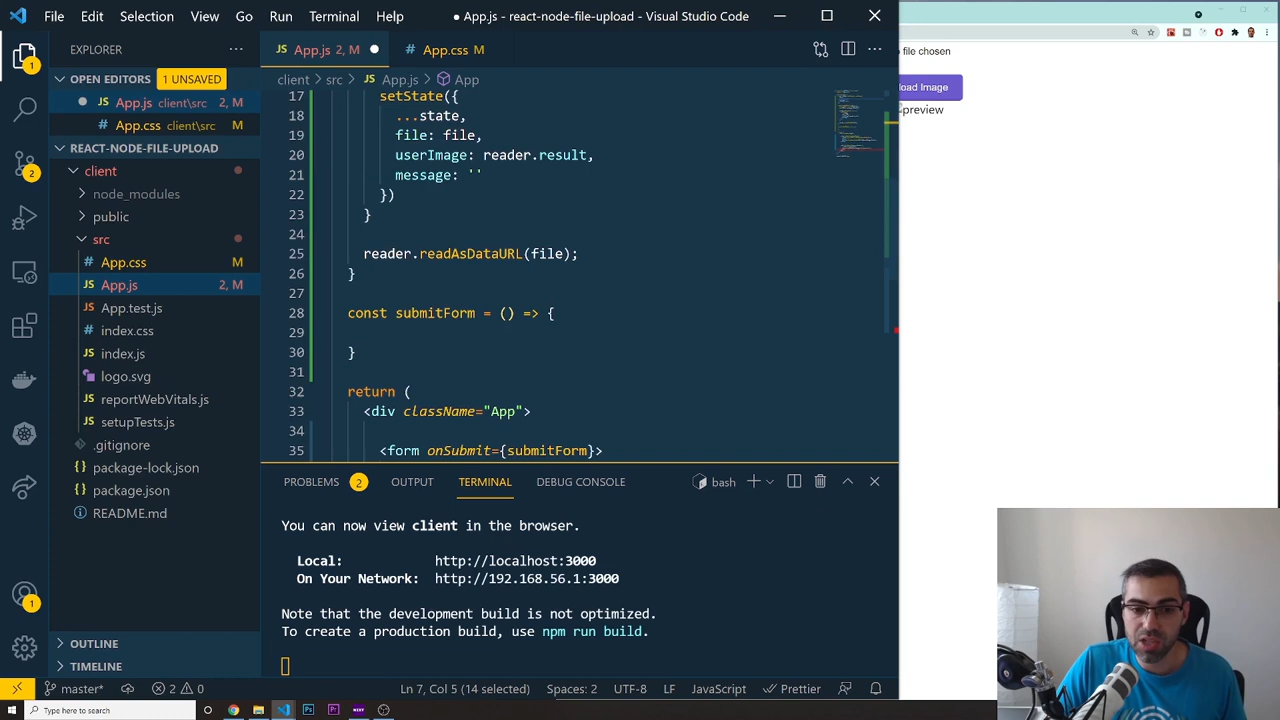 File Edit Selection View Go Run Terminal Help ● App.js - react-node-file-upload - Visual Studio Code
EXPLORER
OPEN EDITORS 1 UNSAVED
App.js client\src 2, M
App.css client\src M
REACT-NODE-FILE-UPLOAD
client
node_modules
public
src
App.css M
App.js 2, M
App.test.js
index.css
index.js
logo.svg
reportWebVitals.js
setupTests.js
.gitignore
package-lock.json
package.json
README.md
OUTLINE
TIMELINE
App.js 2, M App.css M
client > src > JS App.js > App
17 setState({
18 ...state,
19 file: file,
20 userImage: reader.result,
21 message: ''
22 })
23 }
24
25 reader.readAsDataURL(file);
26 }
27
28 const submitForm = () => {
29
30 }
31
32 return (
33 <div className="App">
34
35 <form onSubmit={submitForm}>
PROBLEMS 2 OUTPUT TERMINAL DEBUG CONSOLE bash
You can now view client in the browser.
Local: http://localhost:3000
On Your Network: http://192.168.56.1:3000
Note that the development build is not optimized.
To create a production build, use npm run build.
master* 2 0 Ln 7, Col 5 (14 selected) Spaces: 2 UTF-8 LF JavaScript Prettier
file chosen
load Image
preview
Type here to search